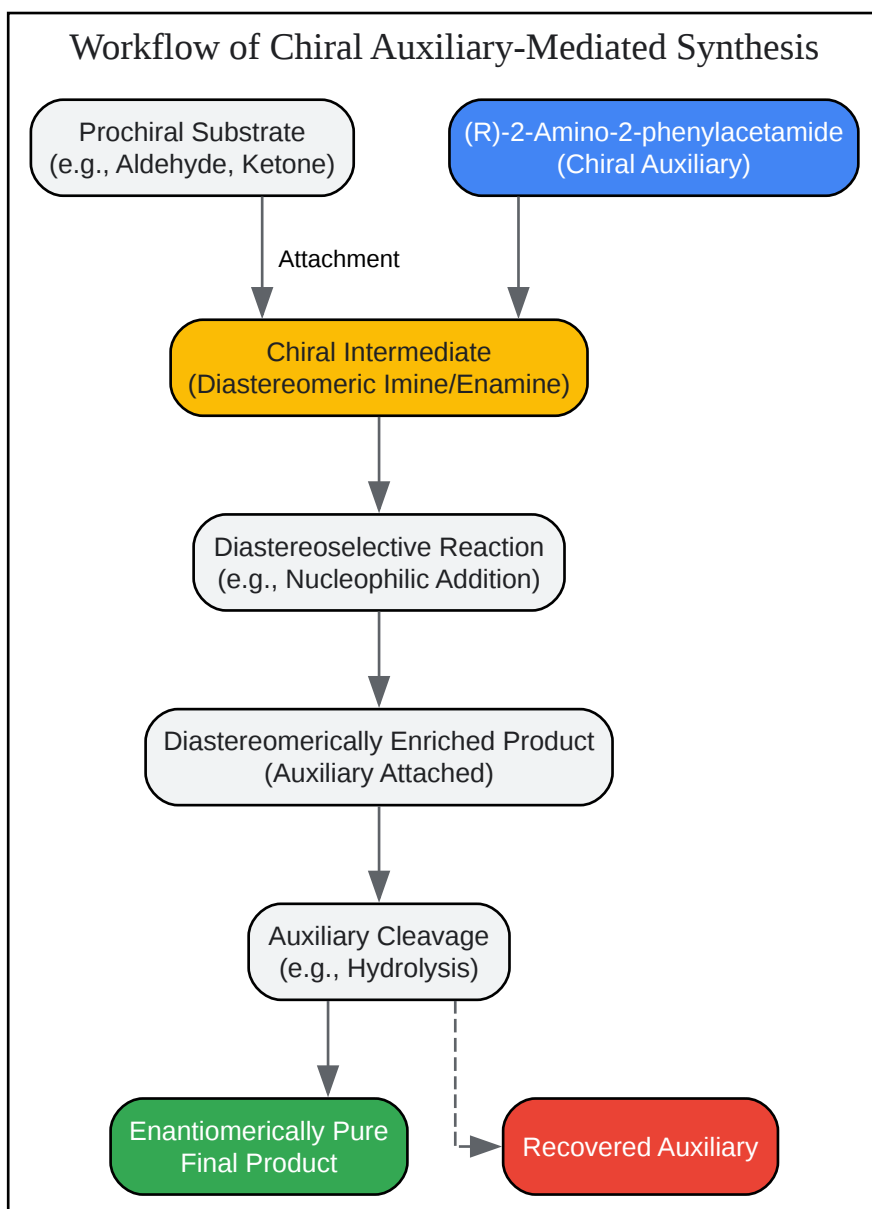 Workflow of Chiral Auxiliary-Mediated Synthesis
Prochiral Substrate
(e.g., Aldehyde, Ketone)
(R)-2-Amino-2-phenylacetamide
(Chiral Auxiliary)
Attachment
Chiral Intermediate
(Diastereomeric Imine/Enamine)
Diastereoselective Reaction
(e.g., Nucleophilic Addition)
Diastereomerically Enriched Product
(Auxiliary Attached)
Auxiliary Cleavage
(e.g., Hydrolysis)
Enantiomerically Pure
Final Product
Recovered Auxiliary